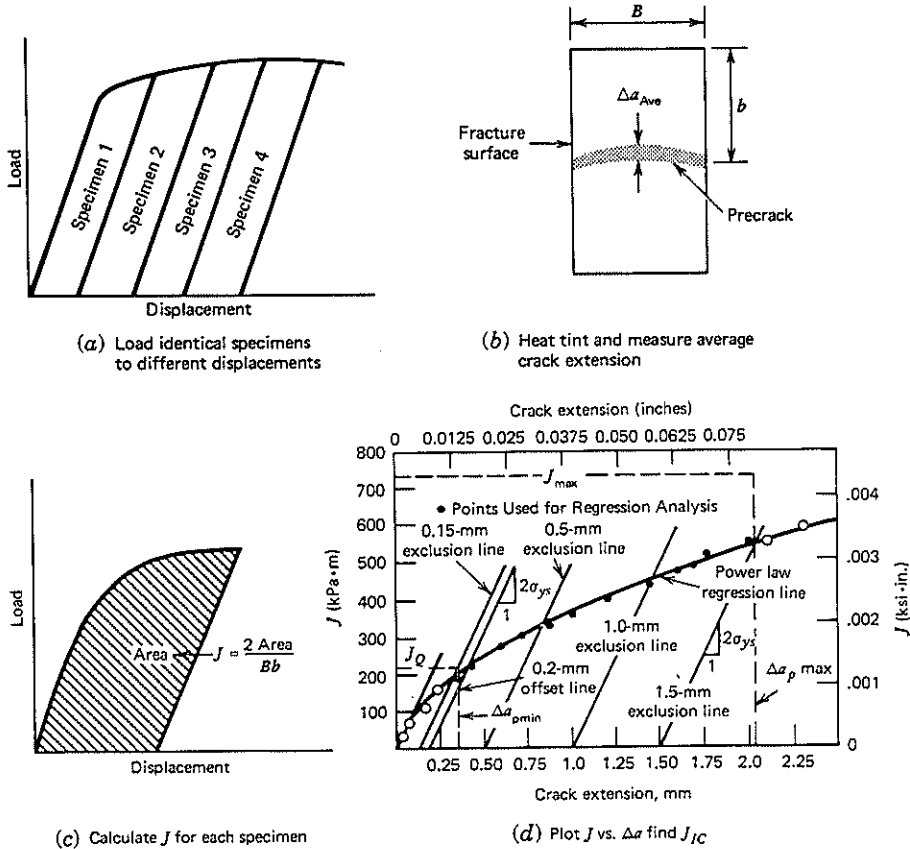 Load
Specimen 1
Specimen 2
Specimen 3
Specimen 4
Displacement
(a) Load identical specimens
to different displacements
B
b
Δa_Ave
Fracture
surface
Precrack
(b) Heat tint and measure average
crack extension
Load
Area
J = 2 Area / Bb
Displacement
(c) Calculate J for each specimen
Crack extension (inches)
0 0.0125 0.025 0.0375 0.050 0.0625 0.075
800
700
600
500
400
300
200
100
J (kPa•m)
J_max
• Points Used for Regression Analysis
0.15-mm
exclusion line
0.5-mm
exclusion line
2σ_ys
1
Power law
regression line
J_Q
1.0-mm
exclusion line
0.2-mm
offset line
2σ_ys
1
Δa_pmin
1.5-mm
exclusion line
Δa_p max
.004
.003
.002
.001
0
J (ksi•in.)
0.25 0.50 0.75 1.0 1.25 1.50 1.75 2.0 2.25
Crack extension, mm
(d) Plot J vs. Δa find J_IC